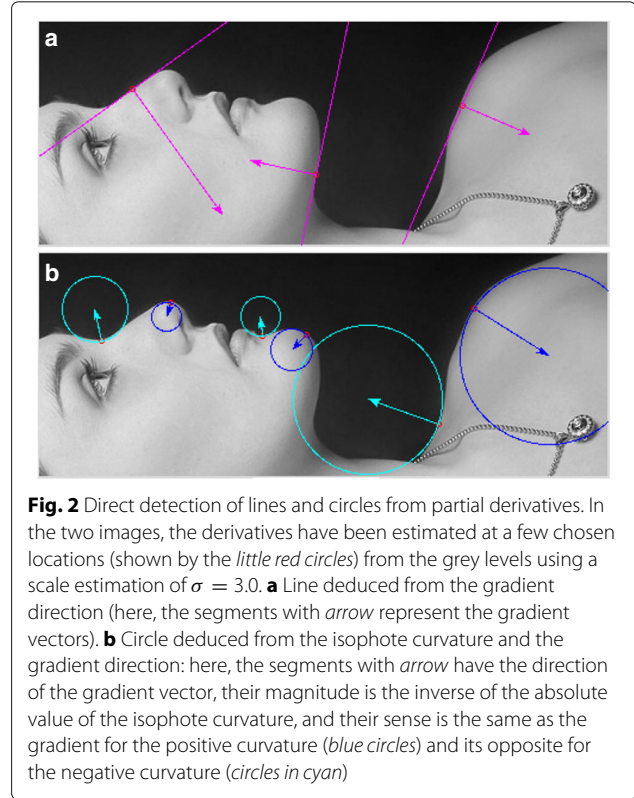 a
b
Fig. 2 Direct detection of lines and circles from partial derivatives. In
the two images, the derivatives have been estimated at a few chosen
locations (shown by the little red circles) from the grey levels using a
scale estimation of σ = 3.0. a Line deduced from the gradient
direction (here, the segments with arrow represent the gradient
vectors). b Circle deduced from the isophote curvature and the
gradient direction: here, the segments with arrow have the direction
of the gradient vector, their magnitude is the inverse of the absolute
value of the isophote curvature, and their sense is the same as the
gradient for the positive curvature (blue circles) and its opposite for
the negative curvature (circles in cyan)